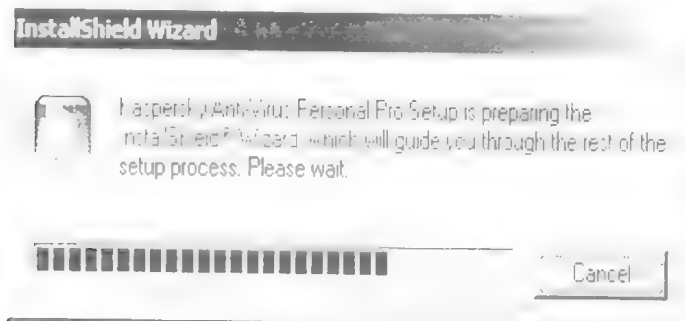 InstallShield Wizard
Kaspersky Anti-Virus Personal Pro Setup is preparing the
InstallShield® Wizard, which will guide you through the rest of the
setup process. Please wait.
Cancel